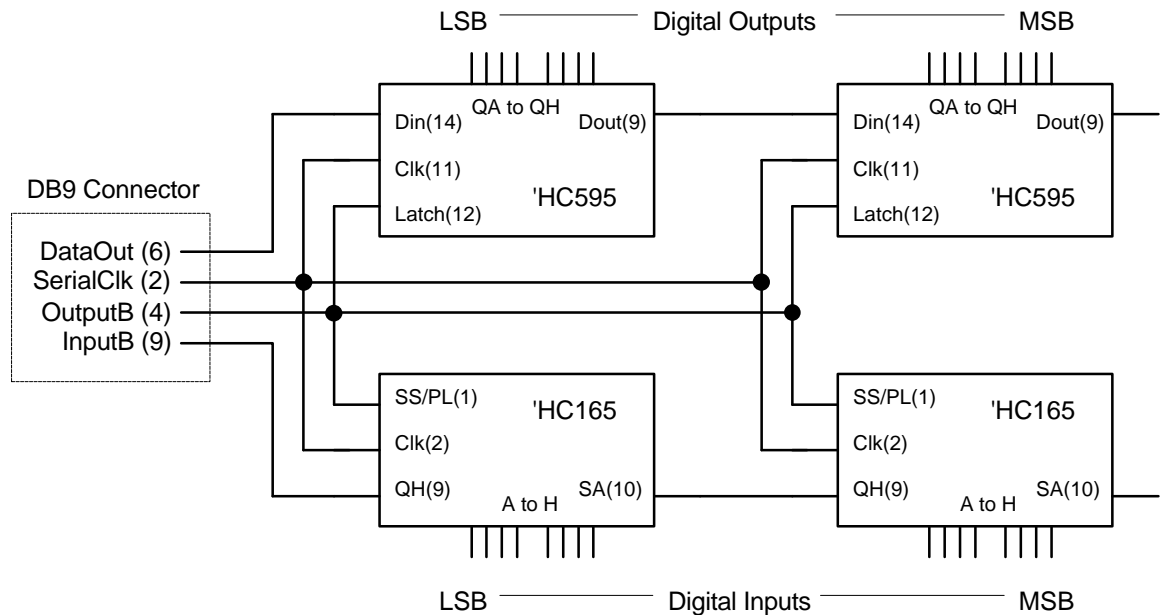 LSB Digital Outputs MSB
QA to QH
Din(14) Dout(9)
Clk(11)
'HC595
Latch(12)
QA to QH
Din(14) Dout(9)
Clk(11)
'HC595
Latch(12)
DB9 Connector
DataOut (6)
SerialClk (2)
OutputB (4)
InputB (9)
SS/PL(1) 'HC165
Clk(2)
QH(9) SA(10)
A to H
SS/PL(1) 'HC165
Clk(2)
QH(9) SA(10)
A to H
LSB Digital Inputs MSB